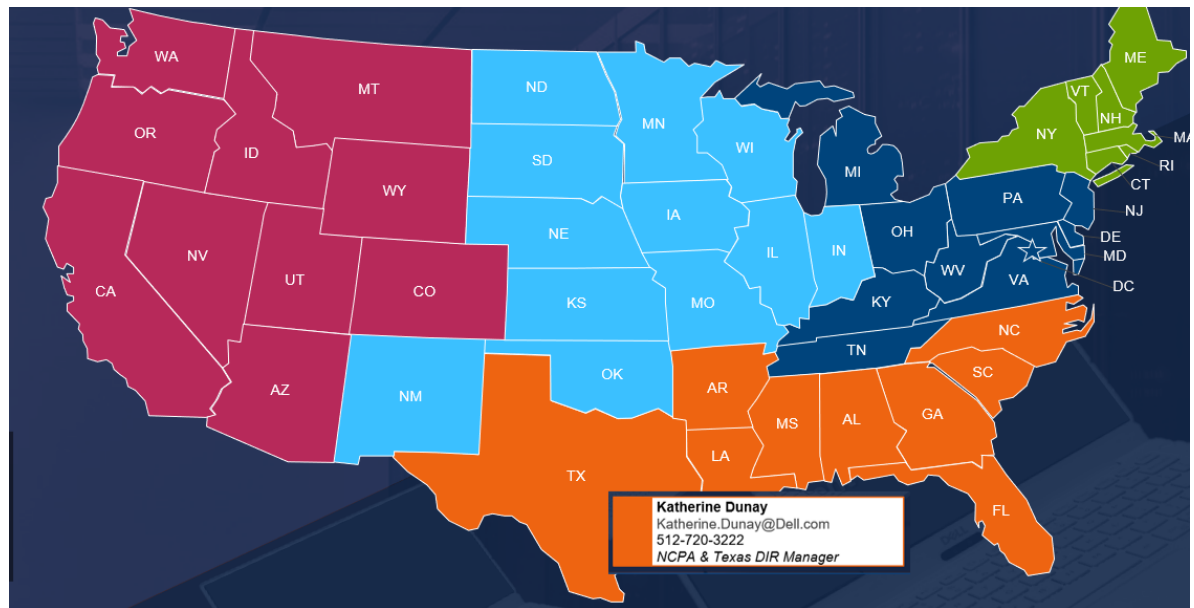 WA
MT
ND
MN
ME
VT
NH
NY
MA
RI
CT
OR
ID
SD
WI
MI
WY
IA
PA
NJ
NE
OH
DE
NV
IL
IN
MD
UT
WV
VA
DC
CA
CO
KS
MO
KY
NC
TN
SC
AZ
NM
OK
AR
MS
AL
GA
LA
TX
FL
Katherine Dunay
Katherine.Dunay@Dell.com
512-720-3222
NCPA & Texas DIR Manager